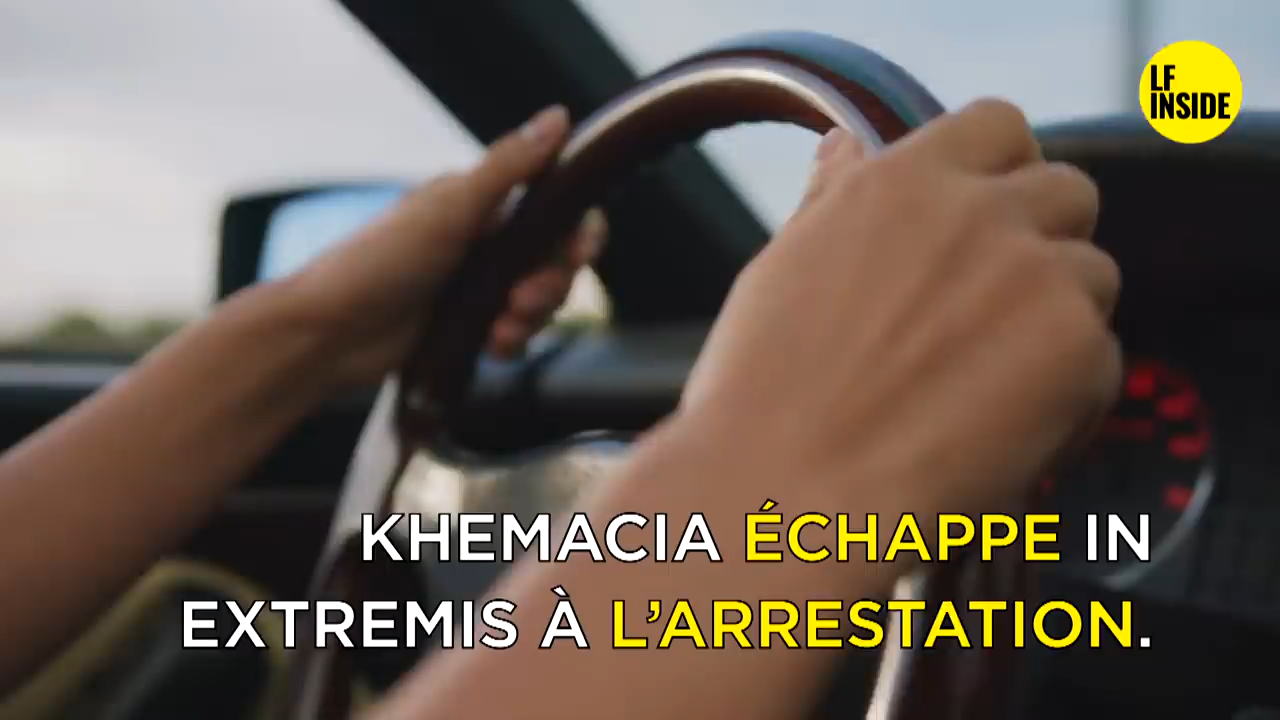 LF
INSIDE
KHEMACIA ÉCHAPPE IN
EXTREMIS À L’ARRESTATION.